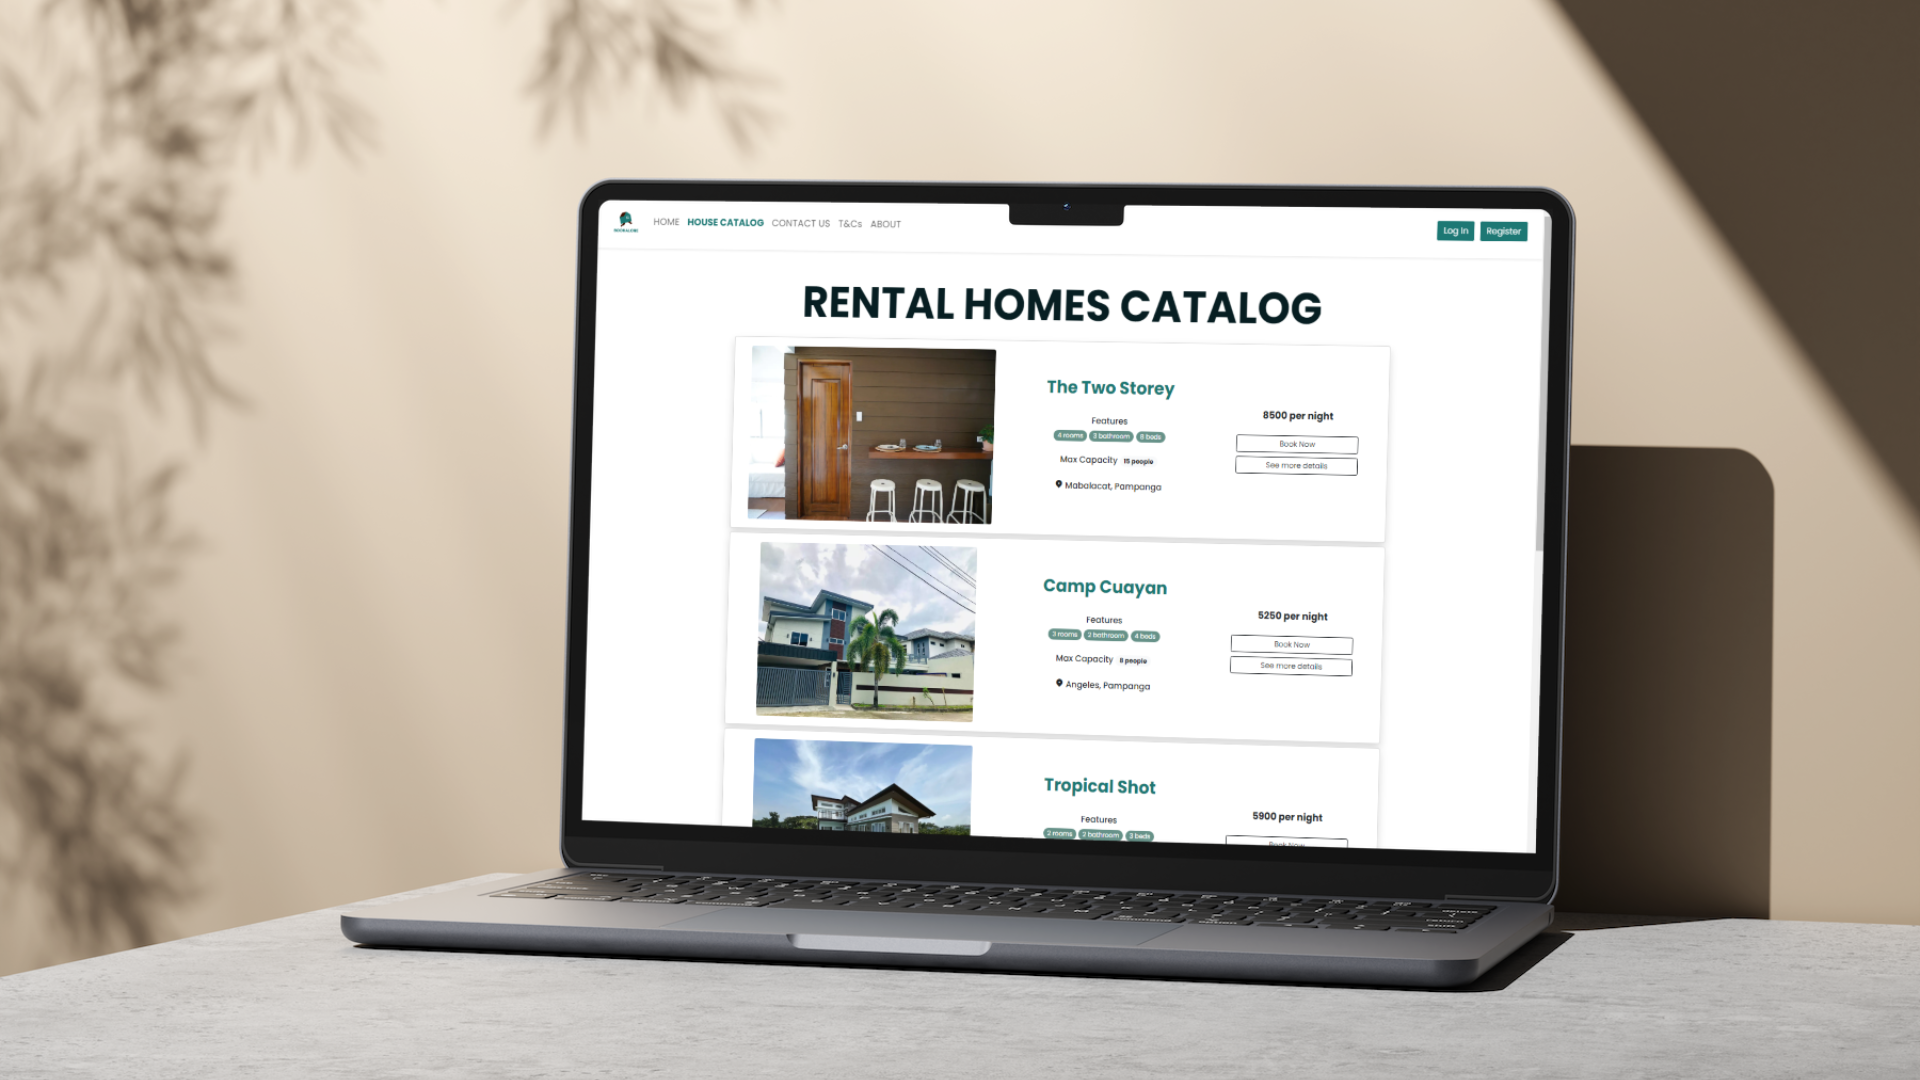 HOME HOUSE CATALOG CONTACT US T&Cs ABOUT
Log In Register
RENTAL HOMES CATALOG
The Two Storey
Features
4 rooms 3 bathroom 6 beds
Max Capacity 15 people
Mabalacat, Pampanga
8500 per night
Book Now
See more details
Camp Cuayan
Features
3 rooms 2 bathroom 4 beds
Max Capacity 8 people
Angeles, Pampanga
5250 per night
Book Now
See more details
Tropical Shot
Features
2 rooms 2 bathroom 3 beds
5900 per night
Book Now